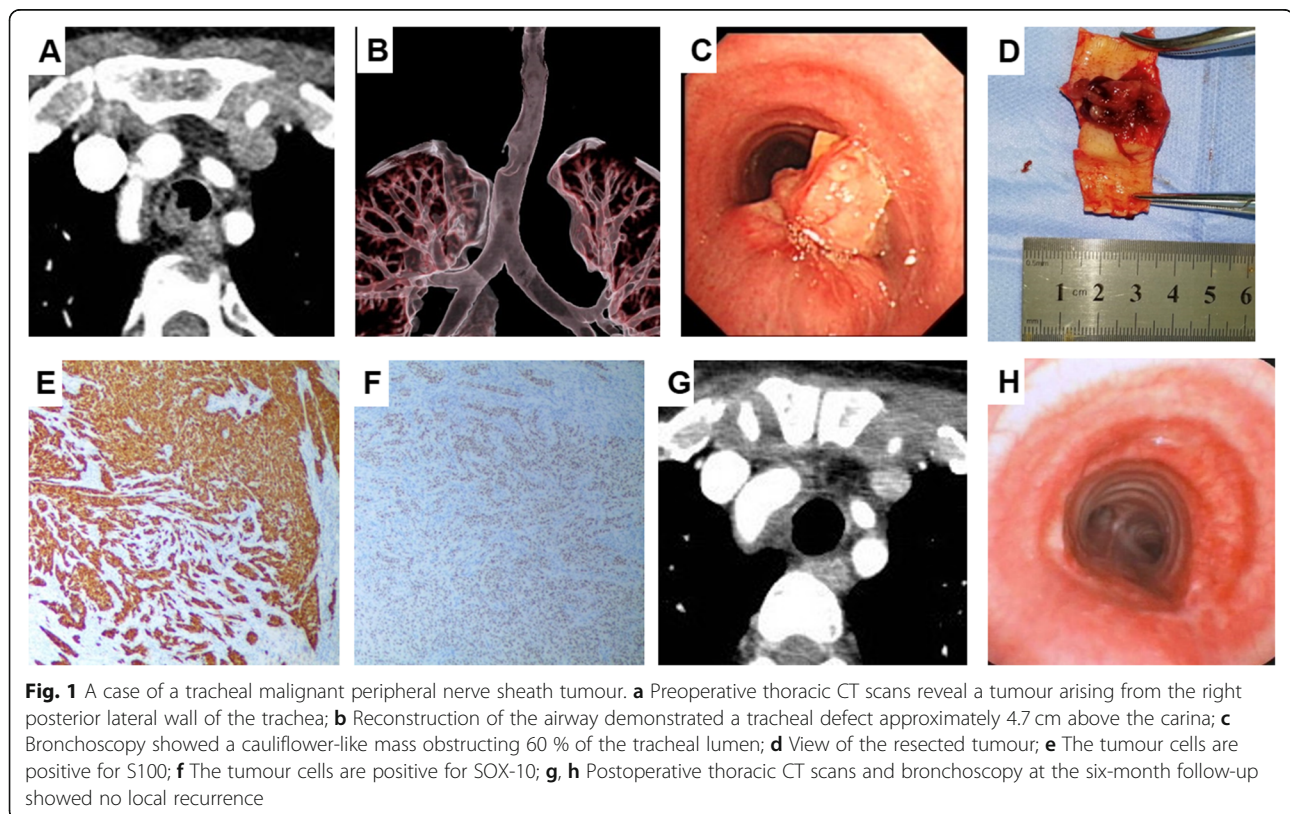 A
B
C
D
0.5mm
1 cm 2 3 4 5 6
mm
E
F
G
H
Fig. 1 A case of a tracheal malignant peripheral nerve sheath tumour. a Preoperative thoracic CT scans reveal a tumour arising from the right
posterior lateral wall of the trachea; b Reconstruction of the airway demonstrated a tracheal defect approximately 4.7 cm above the carina; c
Bronchoscopy showed a cauliflower-like mass obstructing 60 % of the tracheal lumen; d View of the resected tumour; e The tumour cells are
positive for S100; f The tumour cells are positive for SOX-10; g, h Postoperative thoracic CT scans and bronchoscopy at the six-month follow-up
showed no local recurrence